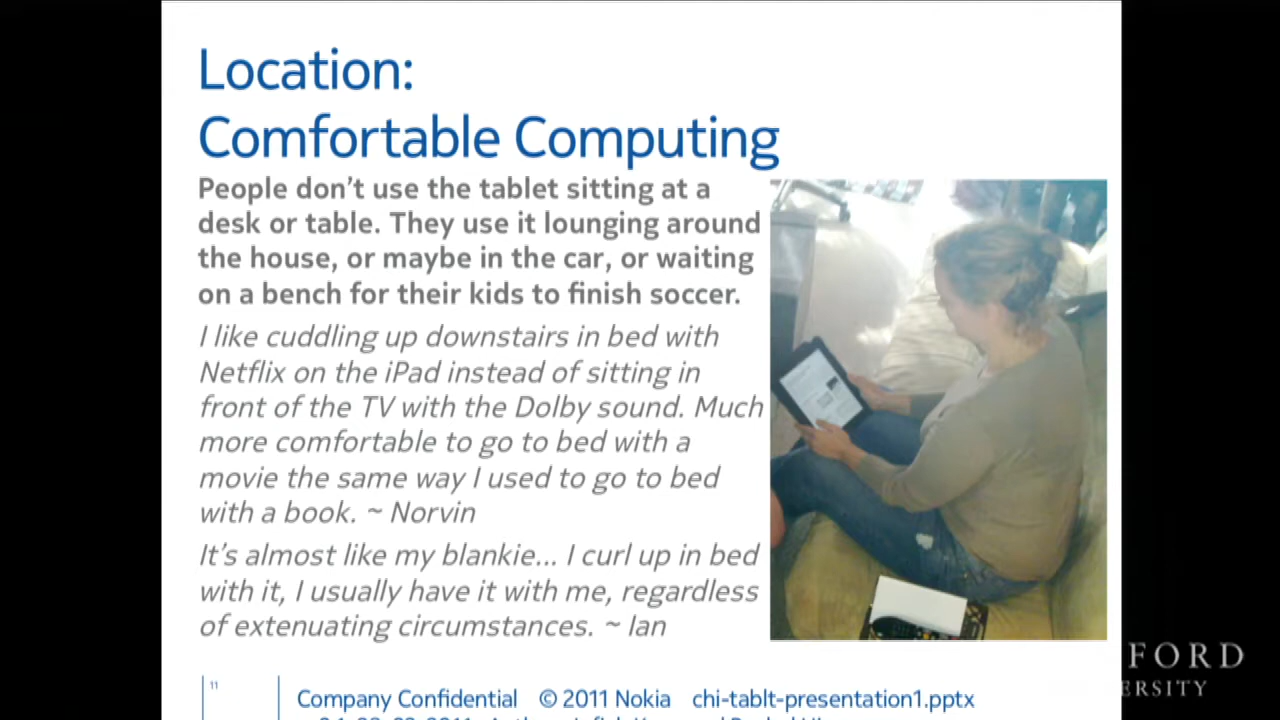 Location:
Comfortable Computing
People don't use the tablet sitting at a
desk or table. They use it lounging around
the house, or maybe in the car, or waiting
on a bench for their kids to finish soccer.
I like cuddling up downstairs in bed with
Netflix on the iPad instead of sitting in
front of the TV with the Dolby sound. Much
more comfortable to go to bed with a
movie the same way I used to go to bed
with a book. ~ Norvin
It's almost like my blankie... I curl up in bed
with it, I usually have it with me, regardless
of extenuating circumstances. ~ Ian
FORD
ERSITY
11
Company Confidential © 2011 Nokia chi-tablt-presentation1.pptx